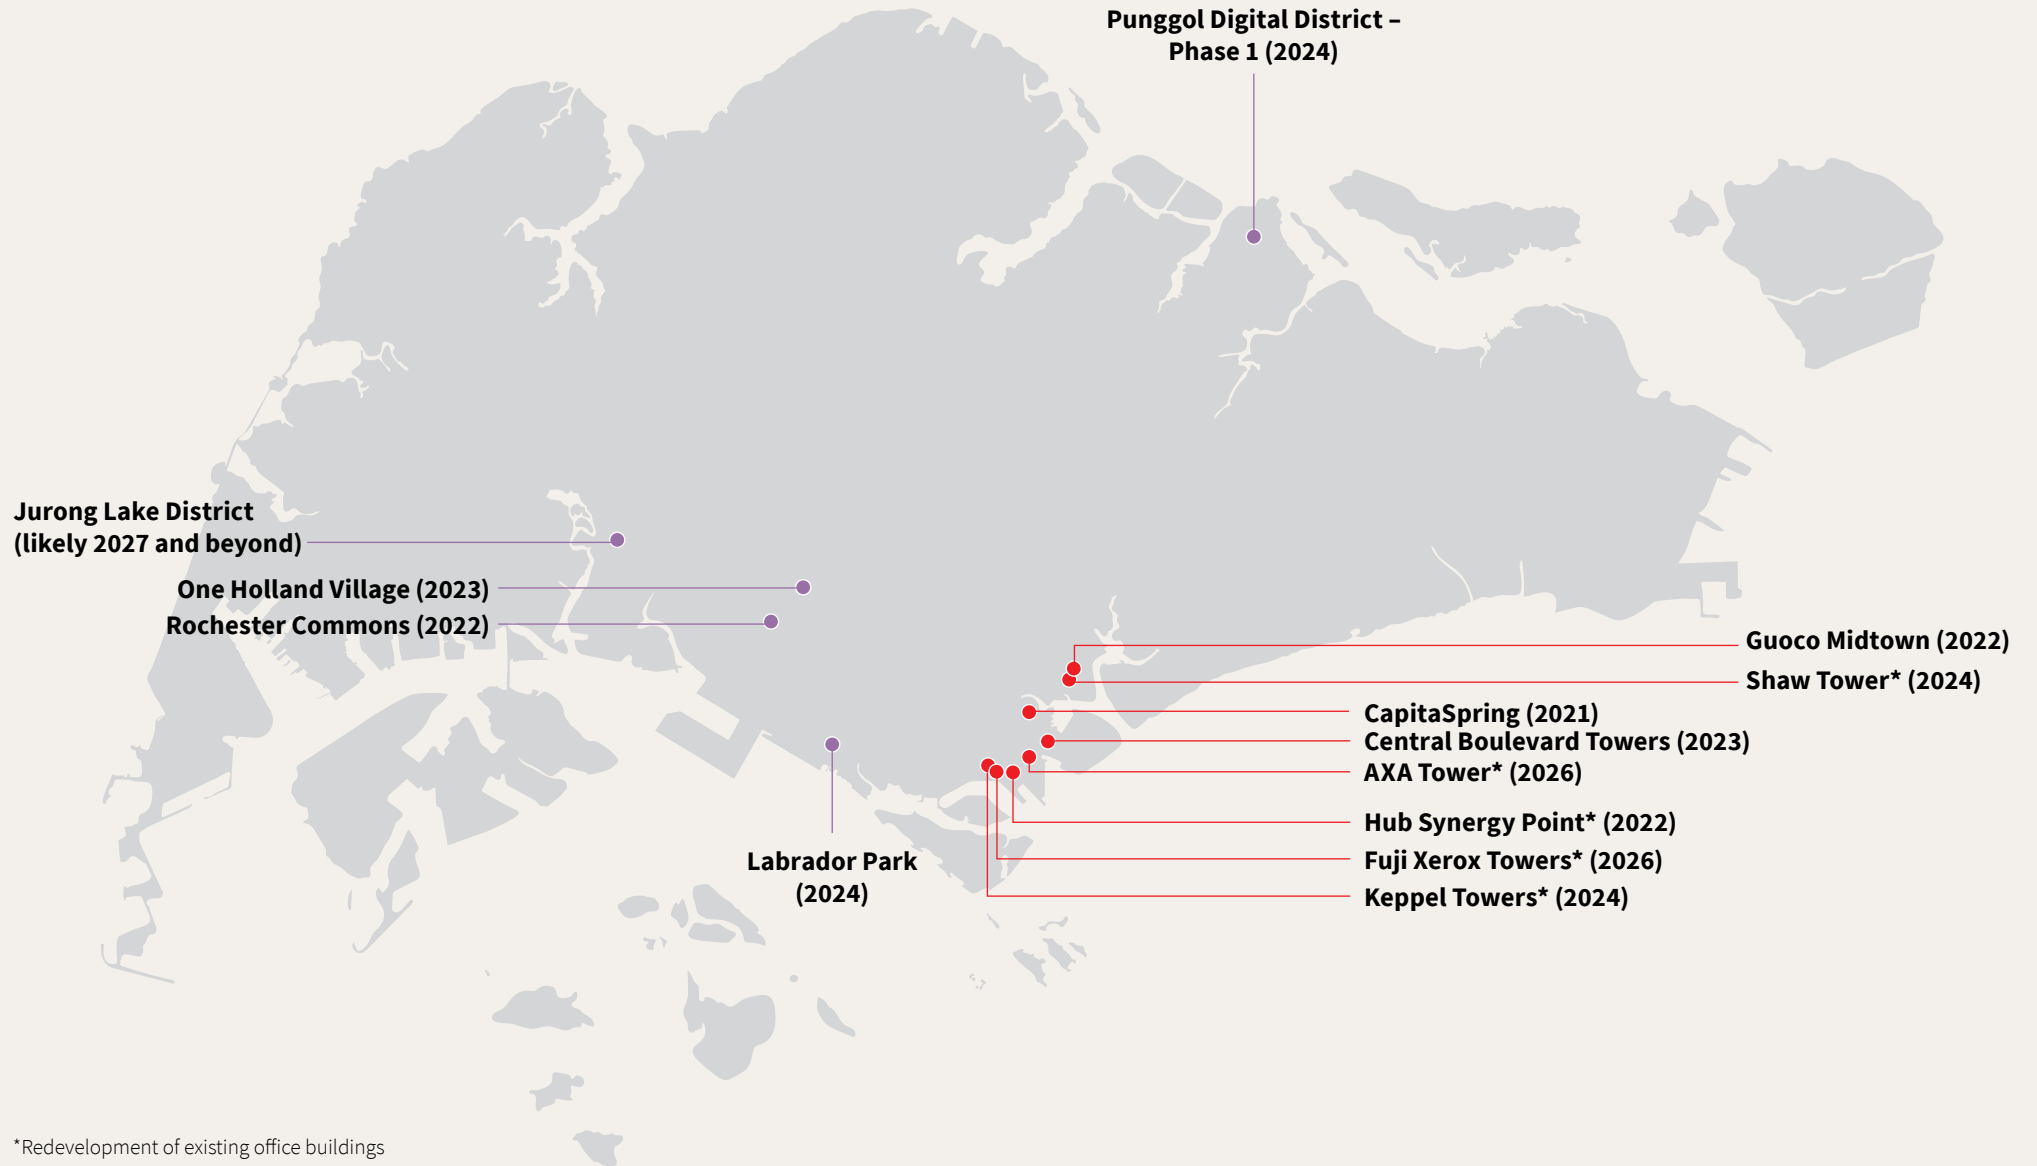 Punggol Digital District –
Phase 1 (2024)
Jurong Lake District
(likely 2027 and beyond)
One Holland Village (2023)
Rochester Commons (2022)
Guoco Midtown (2022)
Shaw Tower* (2024)
CapitaSpring (2021)
Central Boulevard Towers (2023)
AXA Tower* (2026)
Hub Synergy Point* (2022)
Fuji Xerox Towers* (2026)
Keppel Towers* (2024)
Labrador Park
(2024)
*Redevelopment of existing office buildings